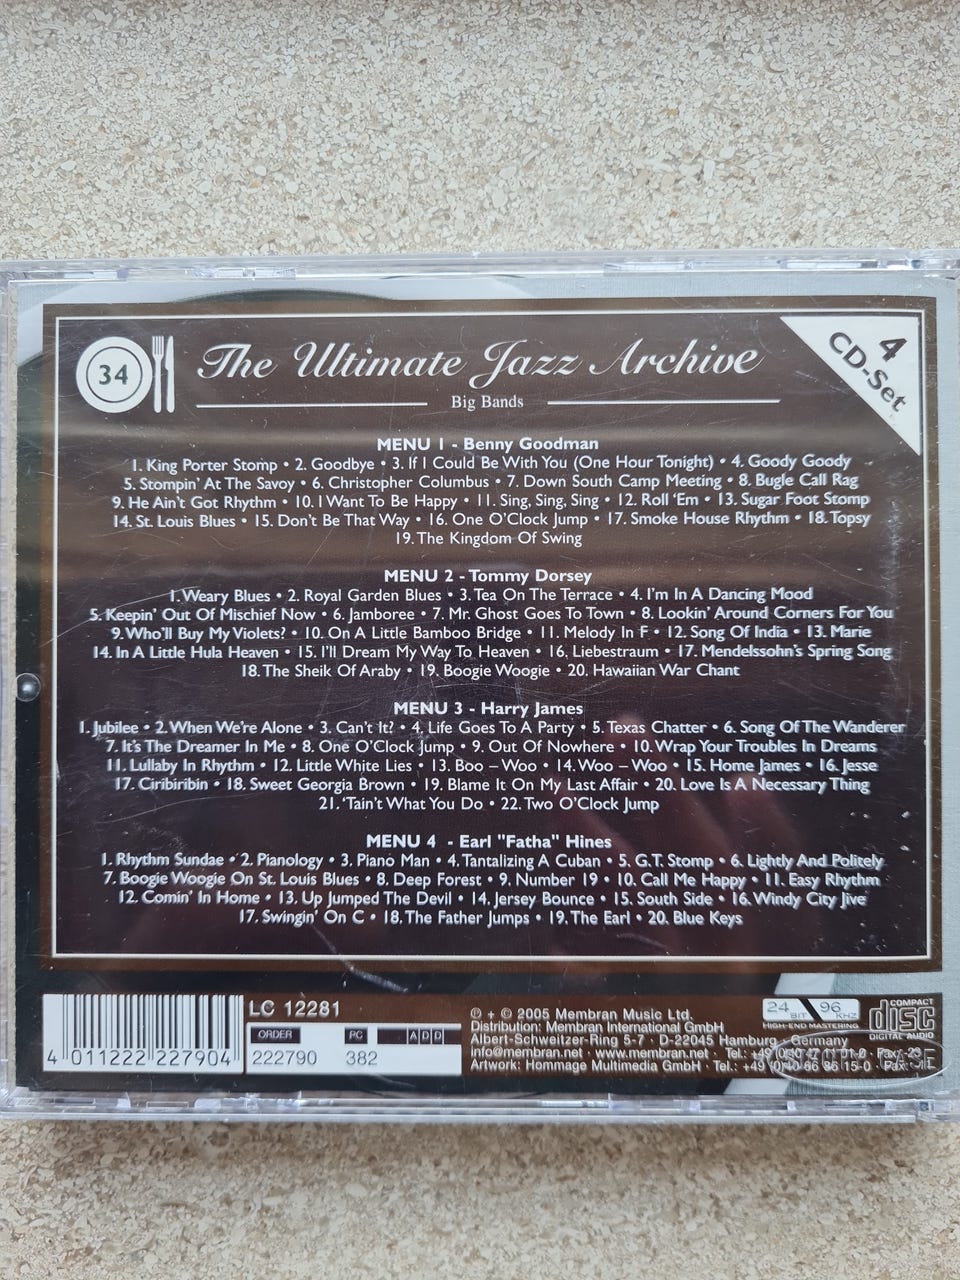 34
The Ultimate Jazz Archive
4
CD-Set
Big Bands
MENU 1 - Benny Goodman
1. King Porter Stomp • 2. Goodbye • 3. If I Could Be With You (One Hour Tonight) • 4. Goody Goody
5. Stompin' At The Savoy • 6. Christopher Columbus • 7. Down South Camp Meeting • 8. Bugle Call Rag
9. He Ain't Got Rhythm • 10. I Want To Be Happy • 11. Sing, Sing, Sing • 12. Roll 'Em • 13. Sugar Foot Stomp
14. St. Louis Blues • 15. Don't Be That Way • 16. One O'Clock Jump • 17. Smoke House Rhythm • 18. Topsy
19. The Kingdom Of Swing
MENU 2 - Tommy Dorsey
1. Weary Blues • 2. Royal Garden Blues • 3. Tea On The Terrace • 4. I'm In A Dancing Mood
5. Keepin' Out Of Mischief Now • 6. Jamboree • 7. Mr. Ghost Goes To Town • 8. Lookin' Around Corners For You
9. Who'll Buy My Violets? • 10. On A Little Bamboo Bridge • 11. Melody In F • 12. Song Of India • 13. Marie
14. In A Little Hula Heaven • 15. I'll Dream My Way To Heaven • 16. Liebestraum • 17. Mendelssohn's Spring Song
18. The Sheik Of Araby • 19. Boogie Woogie • 20. Hawaiian War Chant
MENU 3 - Harry James
1. Jubilee • 2. When We're Alone • 3. Can't It? • 4. Life Goes To A Party • 5. Texas Chatter • 6. Song Of The Wanderer
7. It's The Dreamer In Me • 8. One O'Clock Jump • 9. Out Of Nowhere • 10. Wrap Your Troubles In Dreams
11. Lullaby In Rhythm • 12. Little White Lies • 13. Boo – Woo • 14. Woo – Woo • 15. Home James • 16. Jesse
17. Ciribiribin • 18. Sweet Georgia Brown • 19. Blame It On My Last Affair • 20. Love Is A Necessary Thing
21. 'Tain't What You Do • 22. Two O'Clock Jump
MENU 4 - Earl "Fatha" Hines
1. Rhythm Sundae • 2. Pianology • 3. Piano Man • 4. Tantalizing A Cuban • 5. G.T. Stomp • 6. Lightly And Politely
7. Boogie Woogie On St. Louis Blues • 8. Deep Forest • 9. Number 19 • 10. Call Me Happy • 11. Easy Rhythm
12. Comin' In Home • 13. Up Jumped The Devil • 14. Jersey Bounce • 15. South Side • 16. Windy City Jive
17. Swingin' On C • 18. The Father Jumps • 19. The Earl • 20. Blue Keys
4 011222 227904
LC 12281
ORDER PC ADD
222790 382
℗ + © 2005 Membran Music Ltd.
Distribution: Membran International GmbH
Albert-Schweitzer-Ring 5-7 · D-22045 Hamburg · Germany
info@membran.net · www.membran.net · Tel.: +49
Artwork: Hommage Multimedia GmbH · Tel.: +49 (0)40 66 86 15-0 · Fax:
24 BIT 96 KHZ
HIGH-END MASTERING
COMPACT
disc
DIGITAL AUDIO